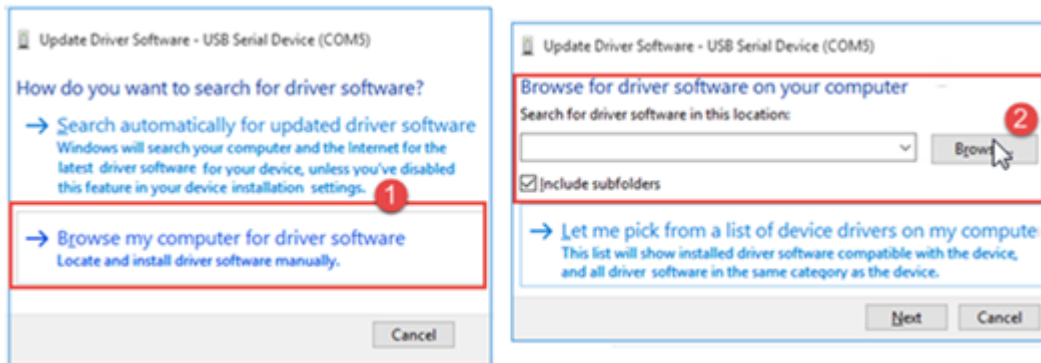 Update Driver Software - USB Serial Device (COM5)
How do you want to search for driver software?
Search automatically for updated driver software
Windows will search your computer and the Internet for the
latest driver software for your device, unless you've disabled
this feature in your device installation settings.
1
Browse my computer for driver software
Locate and install driver software manually.
Cancel
Update Driver Software - USB Serial Device (COM5)
Browse for driver software on your computer
Search for driver software in this location:
2
Brows
Include subfolders
Let me pick from a list of device drivers on my compute
This list will show installed driver software compatible with the device,
and all driver software in the same category as the device.
Next Cancel